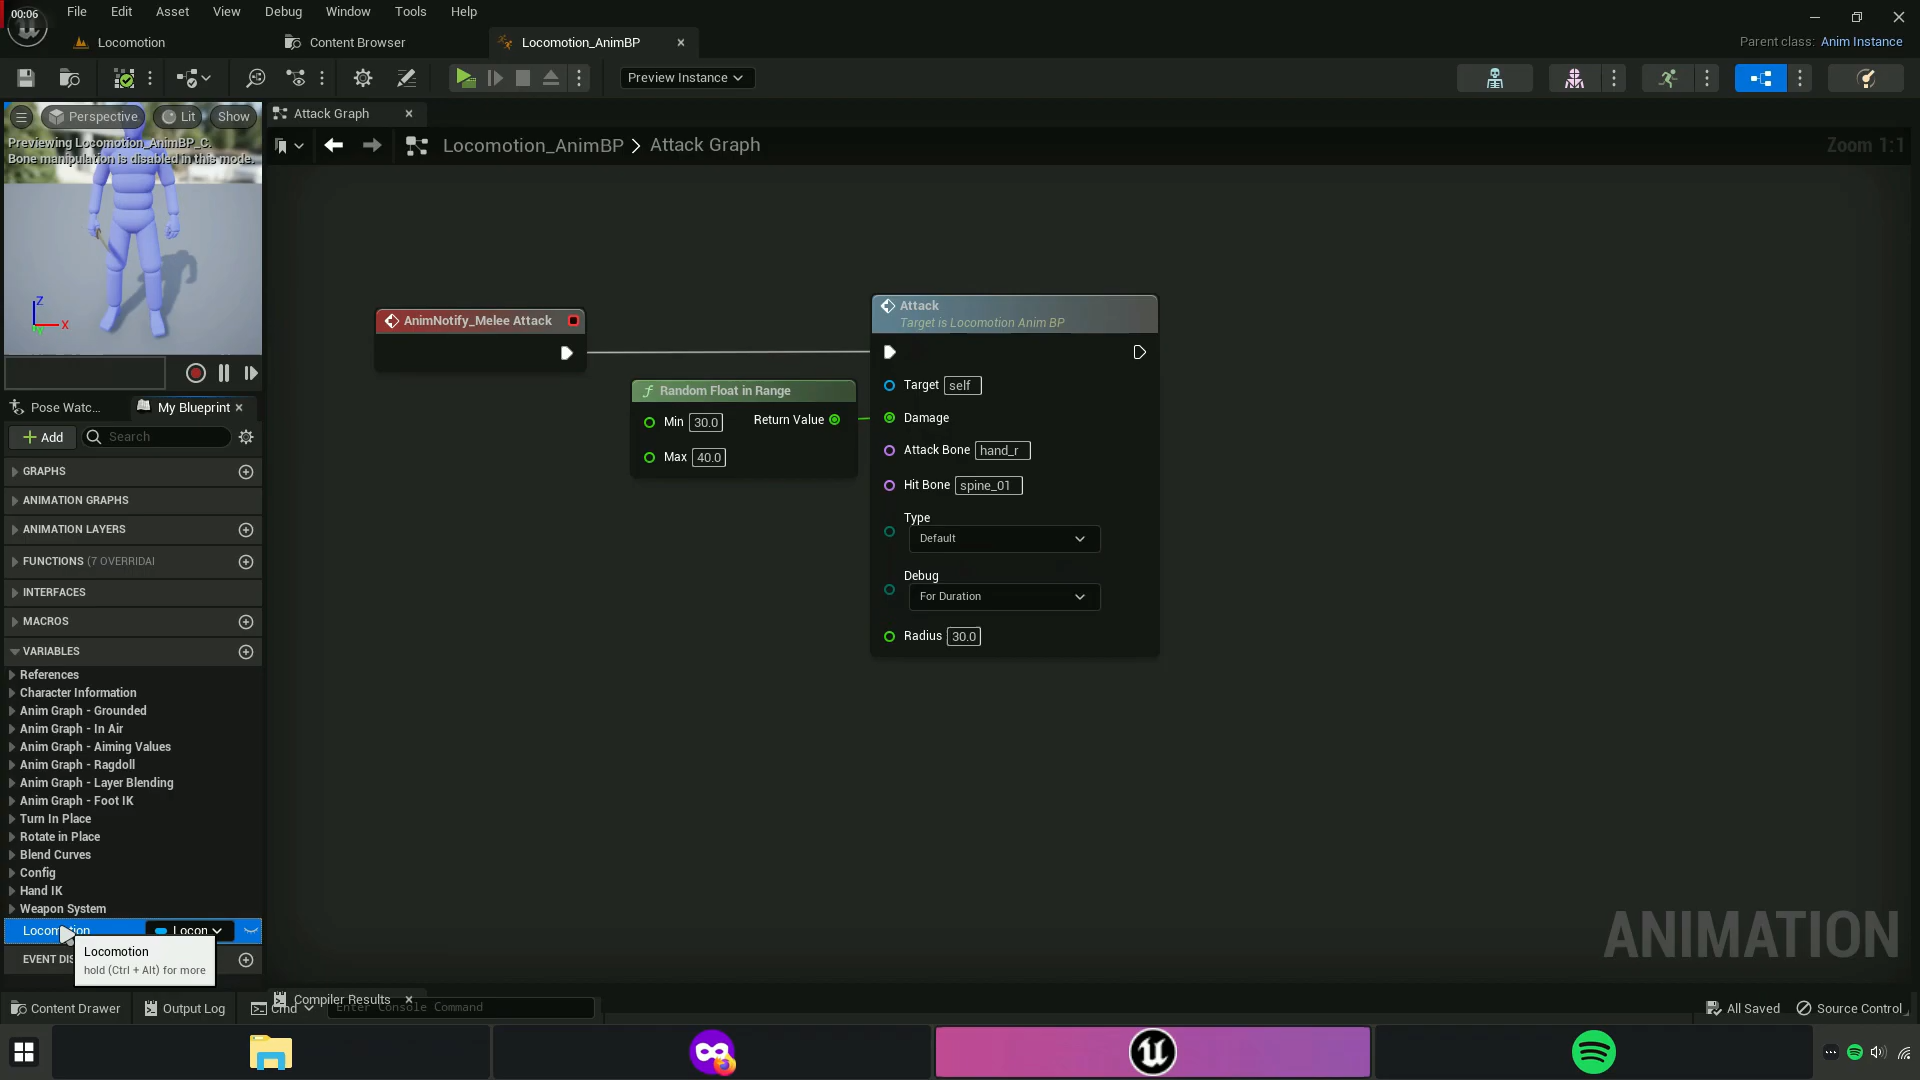 00:06
File Edit Asset View Debug Window Tools Help
Locomotion
Content Browser
Locomotion_AnimBP
Parent class: Anim Instance
Preview Instance
Perspective Lit Show
Previewing Locomotion_AnimBP_C.
Bone manipulation is disabled in this mode.
Z
X
Attack Graph
Locomotion_AnimBP > Attack Graph
Zoom 1:1
AnimNotify_Melee Attack
Random Float in Range
Min 30.0 Return Value
Max 40.0
Attack
Target is Locomotion Anim BP
Target self
Damage
Attack Bone hand_r
Hit Bone spine_01
Type
Default
Debug
For Duration
Radius 30.0
Pose Watc...
My Blueprint
Add
Search
GRAPHS
ANIMATION GRAPHS
ANIMATION LAYERS
FUNCTIONS (7 OVERRIDAI
INTERFACES
MACROS
VARIABLES
References
Character Information
Anim Graph - Grounded
Anim Graph - In Air
Anim Graph - Aiming Values
Anim Graph - Ragdoll
Anim Graph - Layer Blending
Anim Graph - Foot IK
Turn In Place
Rotate in Place
Blend Curves
Config
Hand IK
Weapon System
Locomotion Locon
Locomotion
hold (Ctrl + Alt) for more
EVENT DIS
ANIMATION
Compiler Results
Content Drawer
Output Log
Cmd
Enter Console Command
All Saved
Source Control